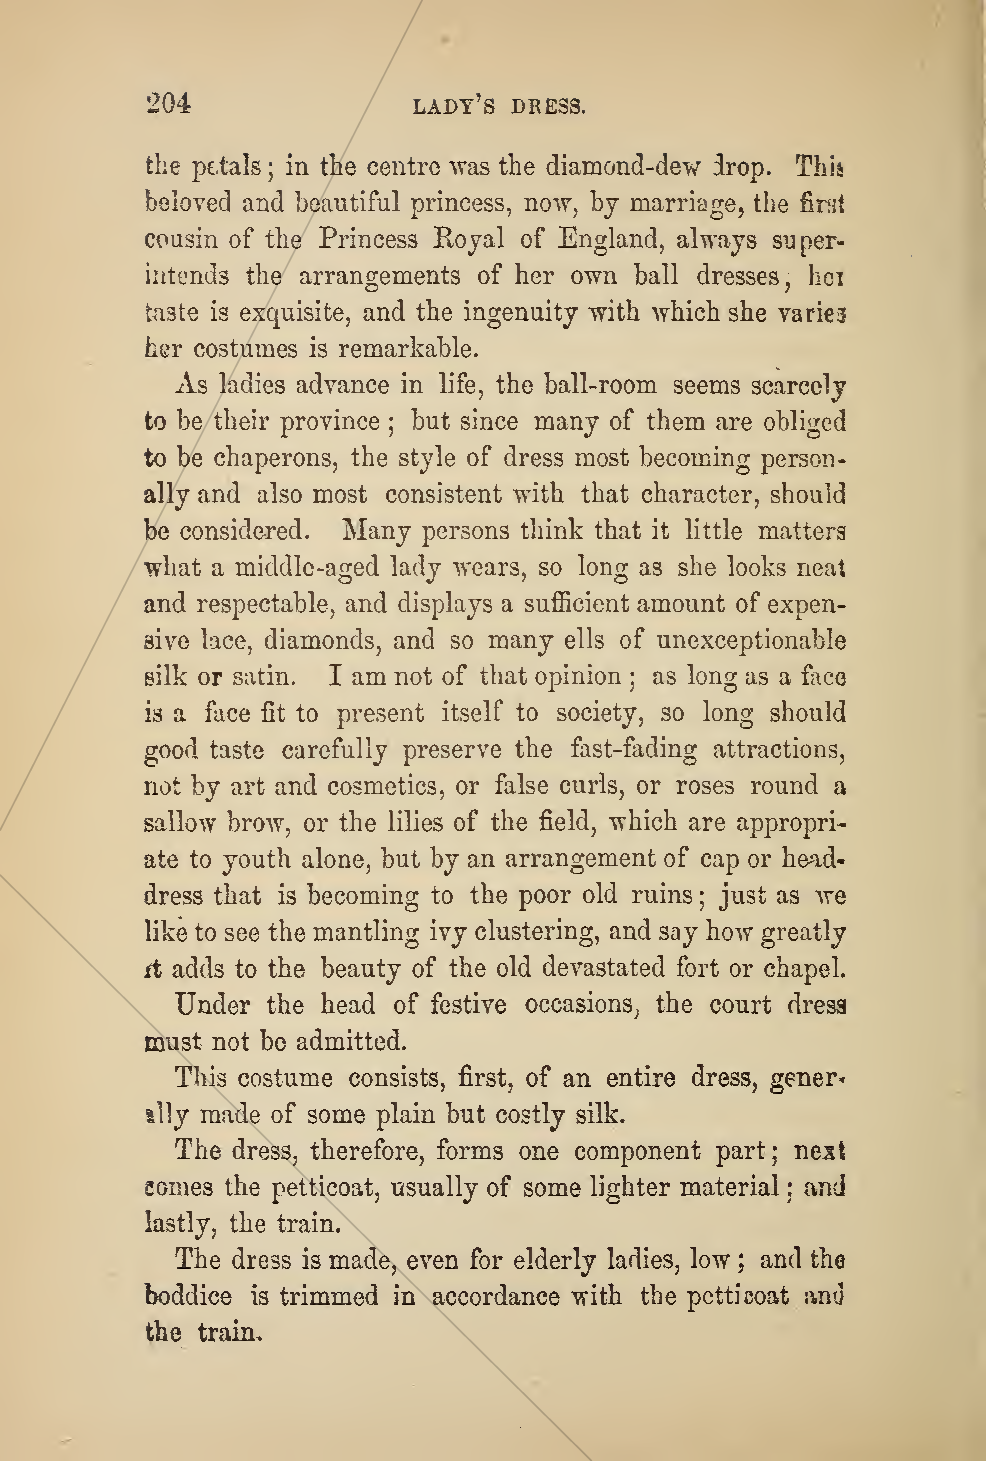 204 LADY'S DRESS.
the petals; in the centre was the diamond-dew drop. This
beloved and beautiful princess, now, by marriage, the first
cousin of the Princess Royal of England, always super-
intends the arrangements of her own ball dresses; her
taste is exquisite, and the ingenuity with which she varies
her costumes is remarkable.
As ladies advance in life, the ball-room seems scarcely
to be their province; but since many of them are obliged
to be chaperons, the style of dress most becoming person-
ally and also most consistent with that character, should
be considered. Many persons think that it little matters
what a middle-aged lady wears, so long as she looks neat
and respectable, and displays a sufficient amount of expen-
sive lace, diamonds, and so many ells of unexceptionable
silk or satin. I am not of that opinion; as long as a face
is a face fit to present itself to society, so long should
good taste carefully preserve the fast-fading attractions,
not by art and cosmetics, or false curls, or roses round a
sallow brow, or the lilies of the field, which are appropri-
ate to youth alone, but by an arrangement of cap or head-
dress that is becoming to the poor old ruins; just as we
like to see the mantling ivy clustering, and say how greatly
it adds to the beauty of the old devastated fort or chapel.
Under the head of festive occasions, the court dress
must not be admitted.
This costume consists, first, of an entire dress, gener-
ally made of some plain but costly silk.
The dress, therefore, forms one component part; next
comes the petticoat, usually of some lighter material; and
lastly, the train.
The dress is made, even for elderly ladies, low; and the
boddice is trimmed in accordance with the petticoat and
the train.